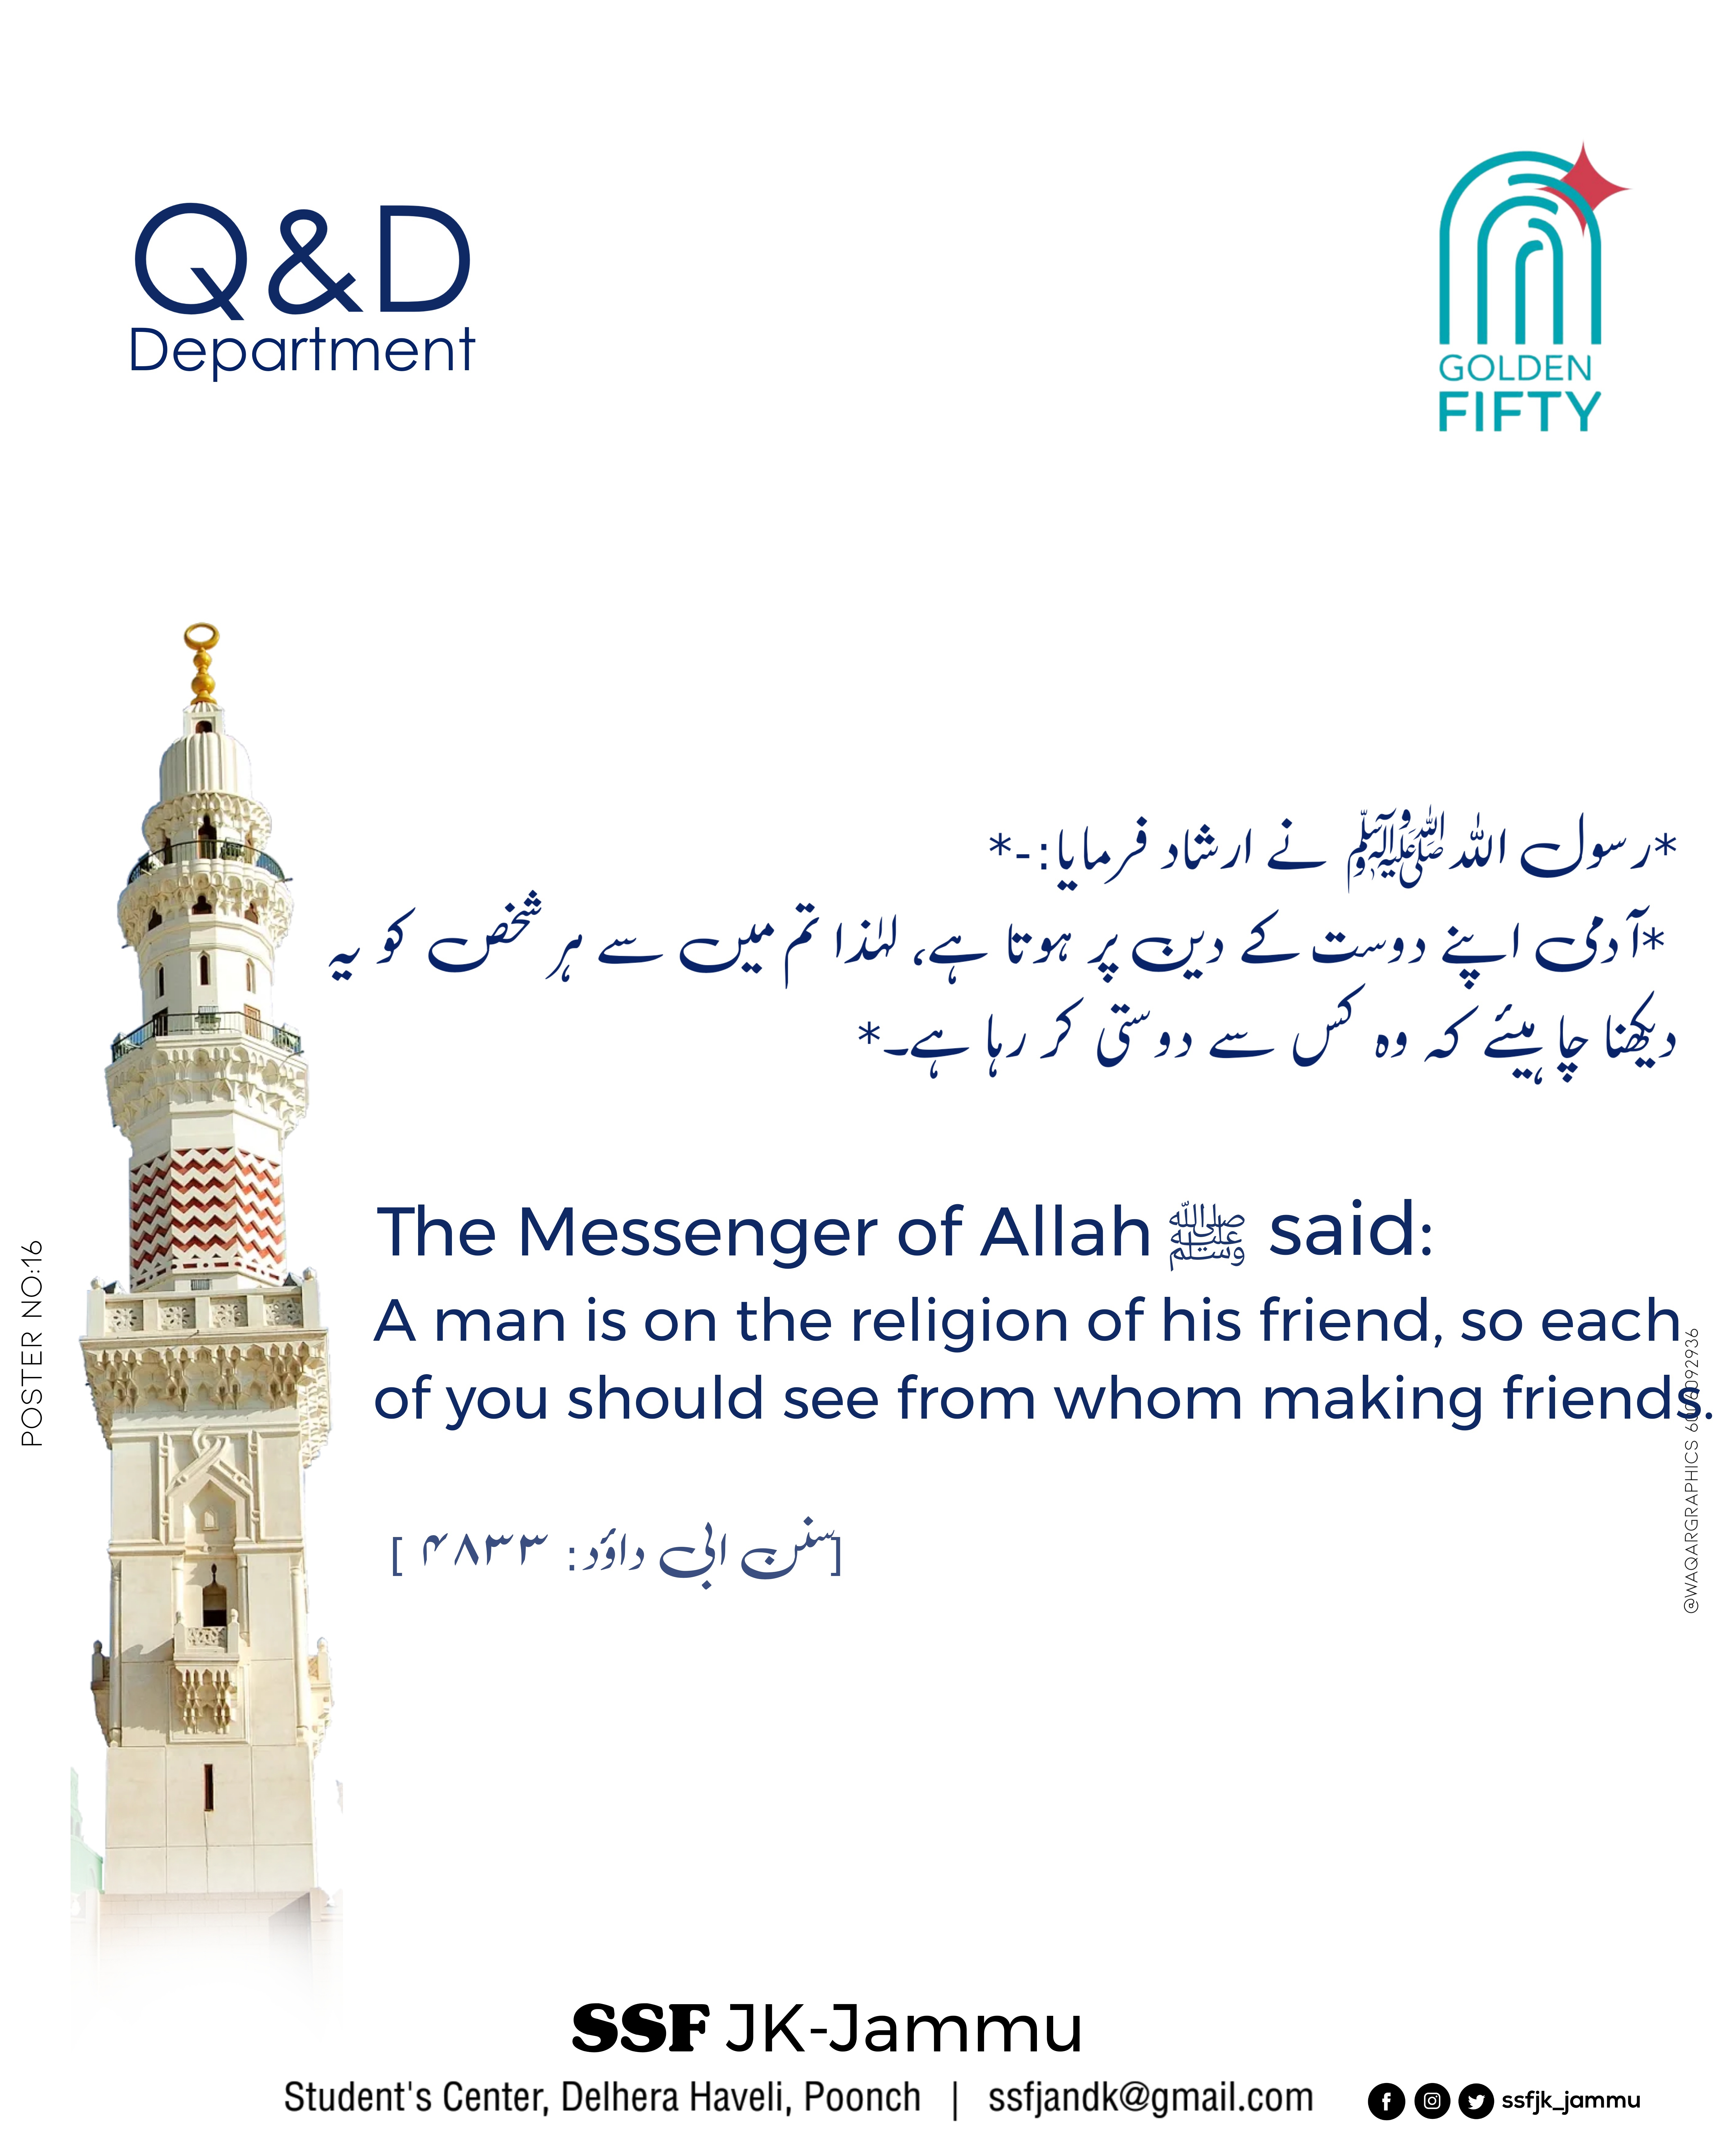 Q&D
Department
GOLDEN
FIFTY
*رسول اللہ ﷺ نے ارشاد فرمایا:-*
*آدمی اپنے دوست کے دین پر ہوتا ہے، لہٰذا تم میں سے ہر شخص کو یہ
دیکھنا چاہیئے کہ وہ کس سے دوستی کر رہا ہے۔*
The Messenger of Allah ﷺ said:
A man is on the religion of his friend, so each
of you should see from whom making friends.
[سنن ابی داؤد: ۴۸۳۳ ]
POSTER NO:16
@WAQARGRAPHICS
SSF JK-Jammu
Student's Center, Delhera Haveli, Poonch | ssfjandk@gmail.com
ssfjk_jammu